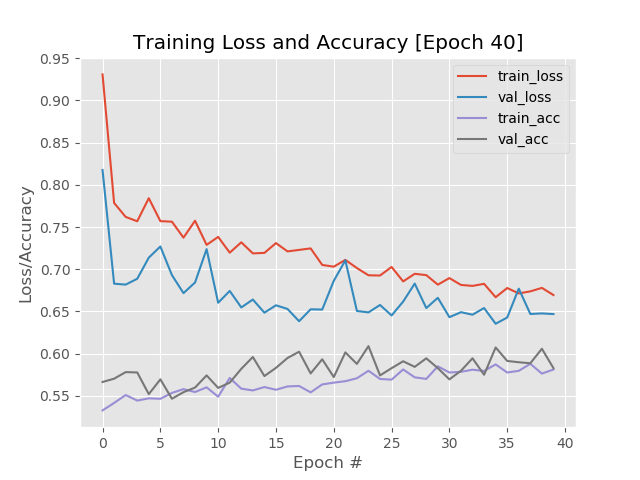 Training Loss and Accuracy [Epoch 40]
train_loss
val_loss
train_acc
val_acc
Loss/Accuracy
0.95
0.90
0.85
0.80
0.75
0.70
0.65
0.60
0.55
0 5 10 15 20 25 30 35 40
Epoch #